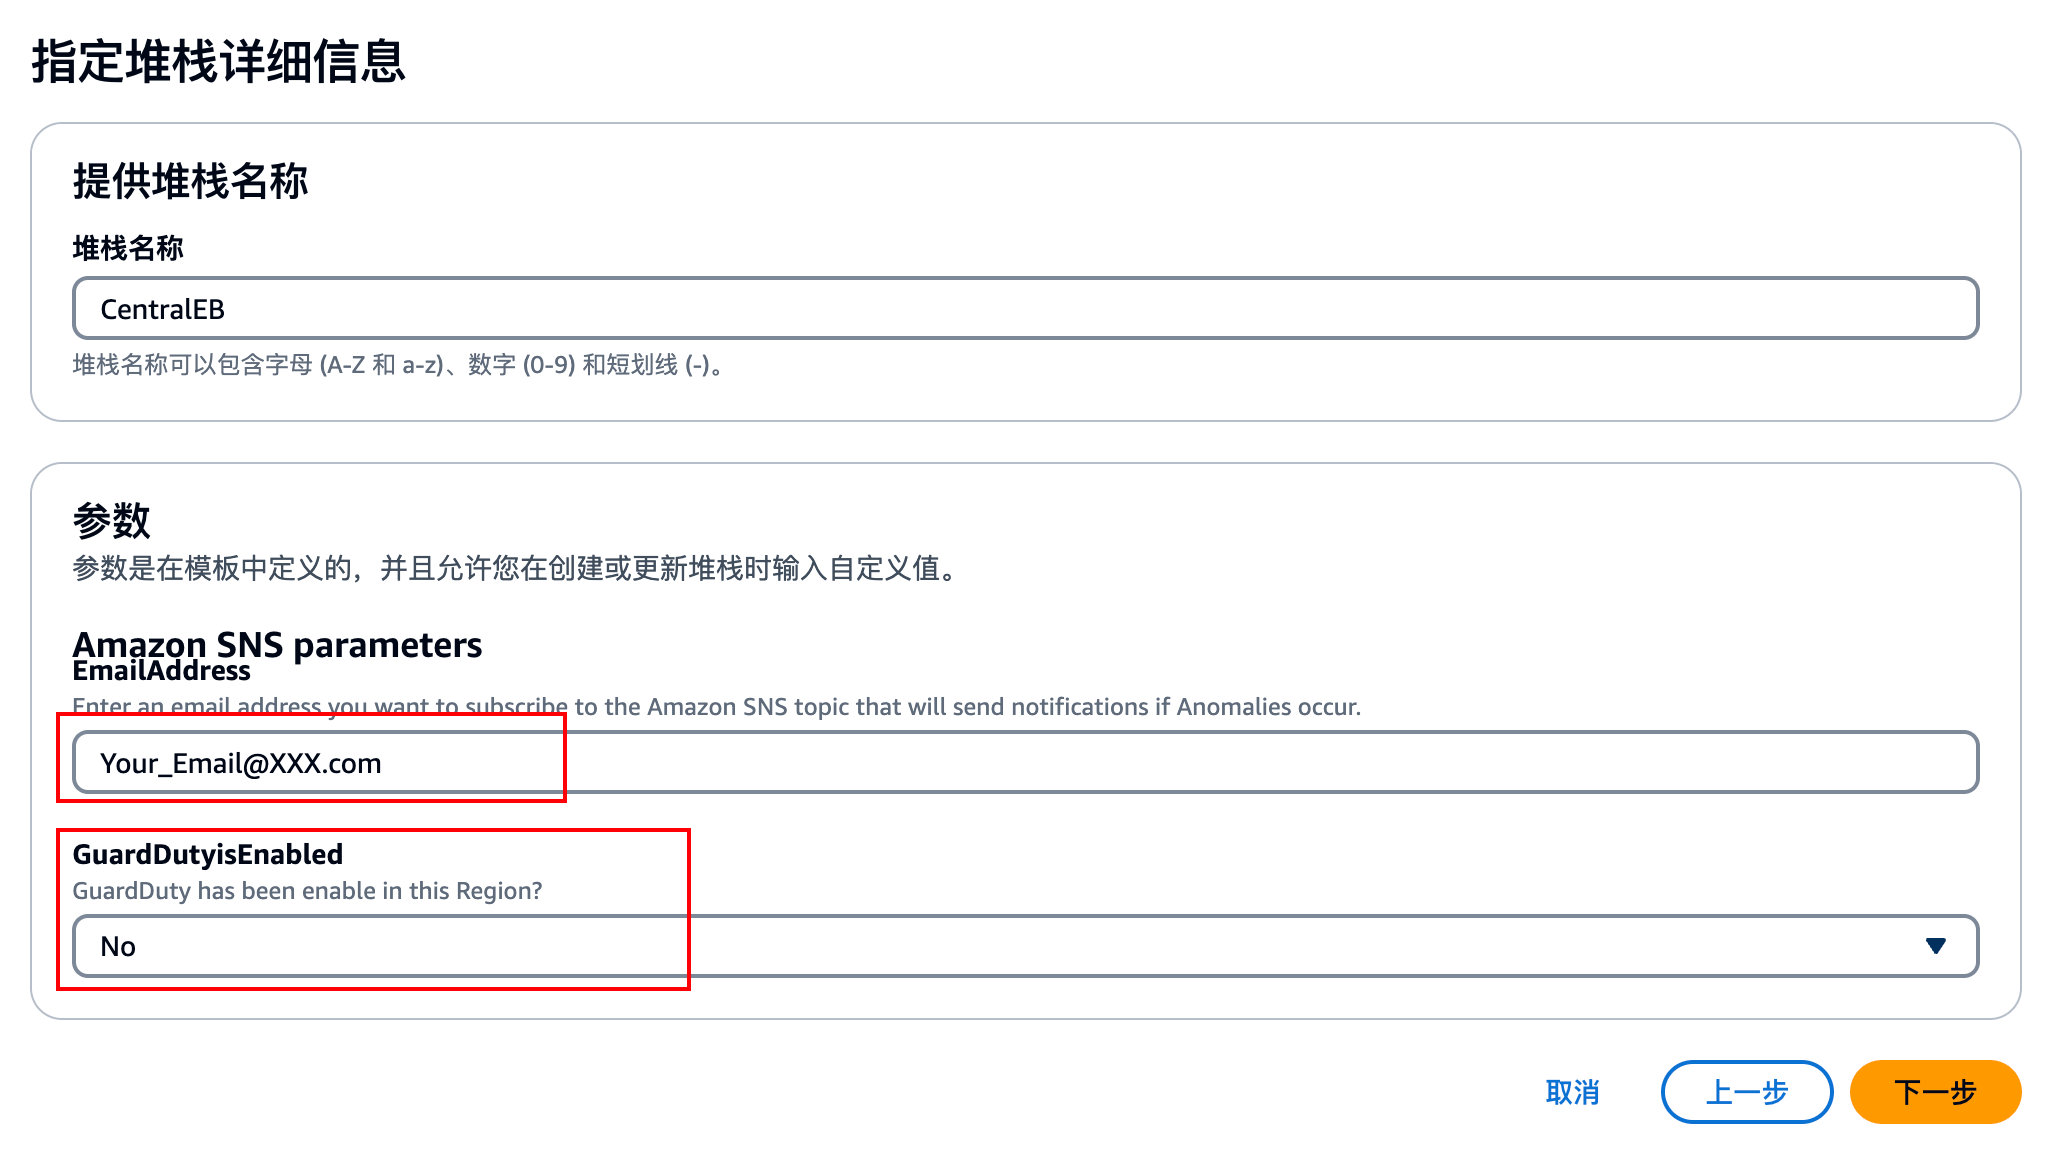 指定堆栈详细信息
提供堆栈名称
堆栈名称
CentralEB
堆栈名称可以包含字母 (A-Z 和 a-z)、数字 (0-9) 和短划线 (-)。
参数
参数是在模板中定义的，并且允许您在创建或更新堆栈时输入自定义值。
Amazon SNS parameters
EmailAddress
Enter an email address you want to subscribe to the Amazon SNS topic that will send notifications if Anomalies occur.
Your_Email@XXX.com
GuardDutyisEnabled
GuardDuty has been enable in this Region?
No
取消
上一步
下一步